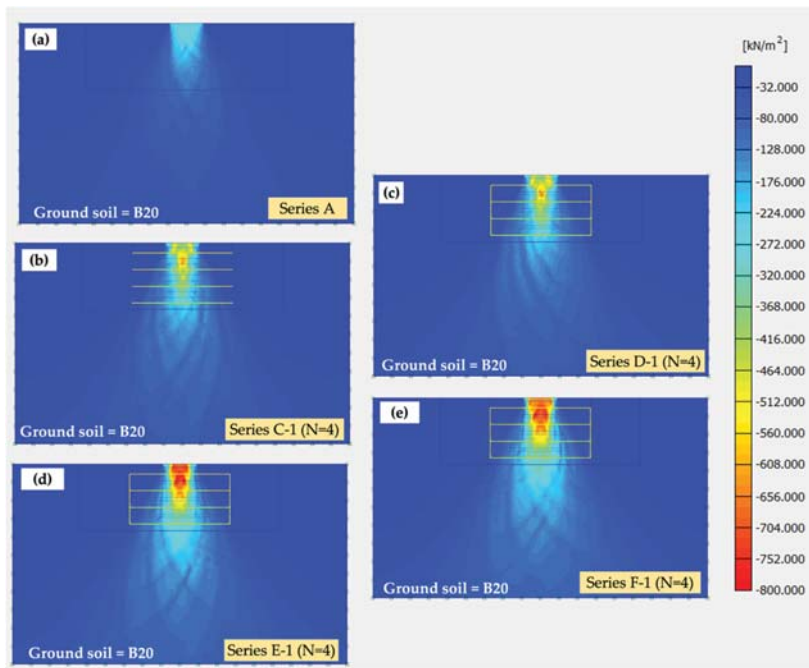 (a)
Ground soil = B20
Series A
(b)
Ground soil = B20
Series C-1 (N=4)
(c)
Ground soil = B20
Series D-1 (N=4)
(d)
Ground soil = B20
Series E-1 (N=4)
(e)
Ground soil = B20
Series F-1 (N=4)
[kN/m²]
-32.000
-80.000
-128.000
-176.000
-224.000
-272.000
-320.000
-368.000
-416.000
-464.000
-512.000
-560.000
-608.000
-656.000
-704.000
-752.000
-800.000